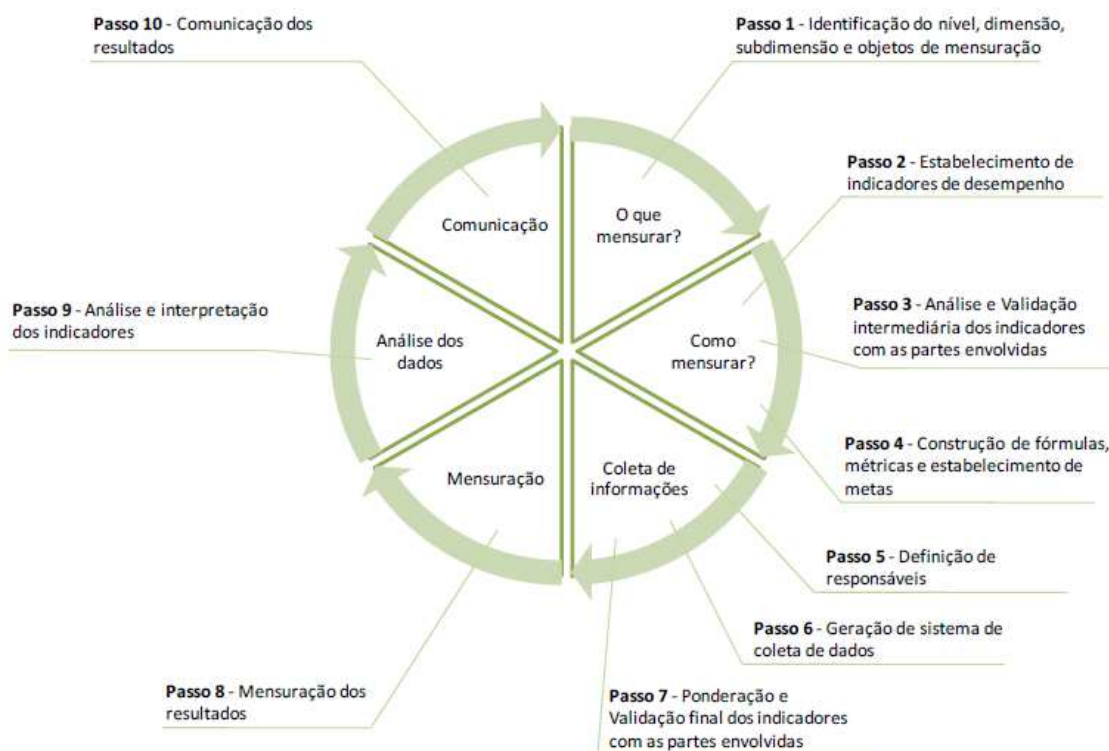 Passo 10 - Comunicação dos
resultados
Passo 1 - Identificação do nível, dimensão,
subdimensão e objetos de mensuração
Passo 2 - Estabelecimento de
indicadores de desempenho
Comunicação
O que
mensurar?
Passo 9 - Análise e interpretação
dos indicadores
Passo 3 - Análise e Validação
intermediária dos indicadores
com as partes envolvidas
Análise dos
dados
Como
mensurar?
Passo 4 - Construção de fórmulas,
métricas e estabelecimento de
metas
Mensuração
Coleta de
informações
Passo 5 - Definição de
responsáveis
Passo 6 - Geração de sistema de
coleta de dados
Passo 8 - Mensuração dos
resultados
Passo 7 - Ponderação e
Validação final dos indicadores
com as partes envolvidas